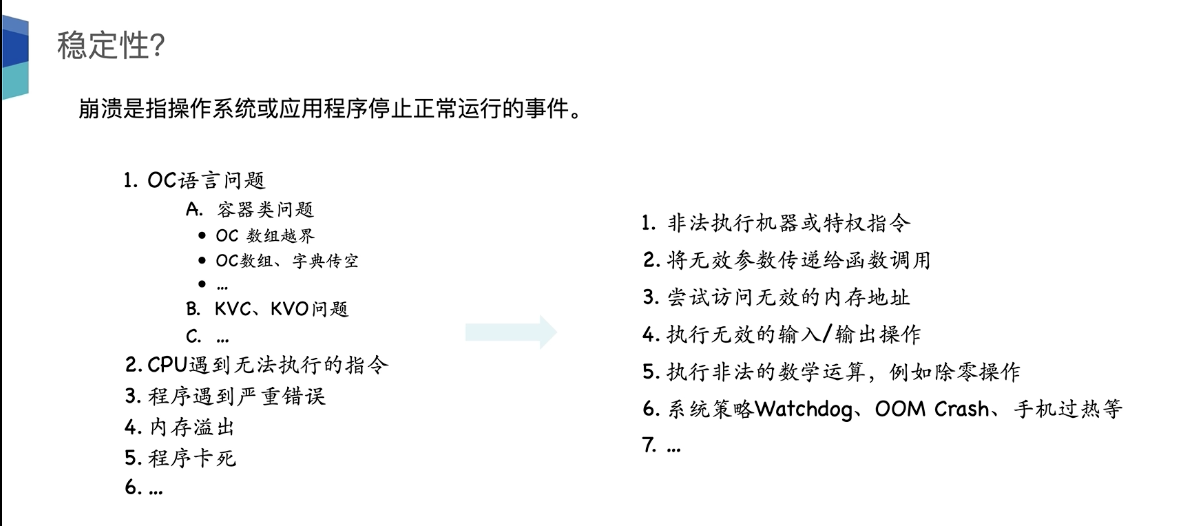 稳定性?
崩溃是指操作系统或应用程序停止正常运行的事件。
1. OC语言问题
A. 容器类问题
• OC 数组越界
• OC数组、字典传空
• ...
B. KVC、KVO问题
C. ...
2. CPU遇到无法执行的指令
3. 程序遇到严重错误
4. 内存溢出
5. 程序卡死
6. ...
1. 非法执行机器或特权指令
2. 将无效参数传递给函数调用
3. 尝试访问无效的内存地址
4. 执行无效的输入/输出操作
5. 执行非法的数学运算，例如除零操作
6. 系统策略Watchdog、OOM Crash、手机过热等
7. ...